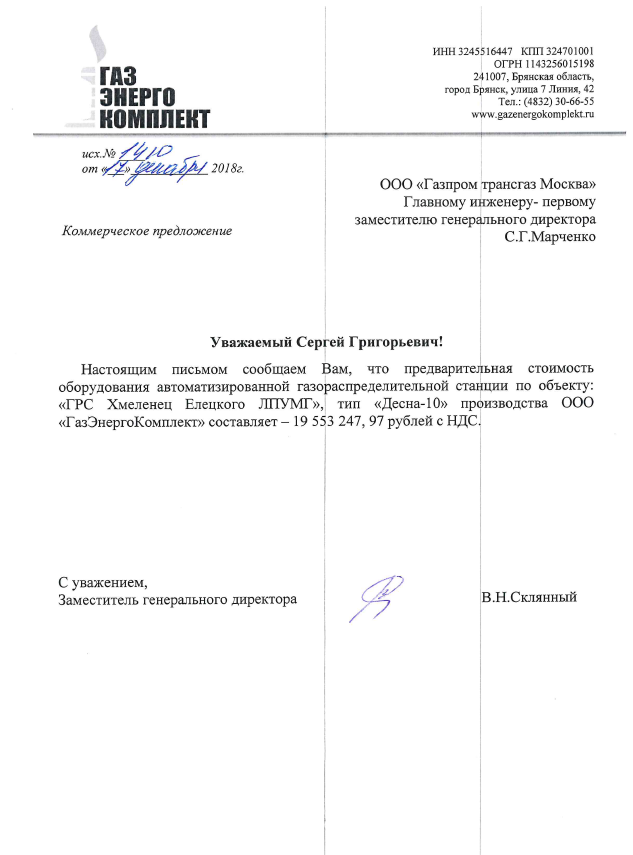 ГАЗ
ЭНЕРГО
КОМПЛЕКТ
ИНН 3245516447 КПП 324701001
ОГРН 1143256015198
241007, Брянская область,
город Брянск, улица 7 Линия, 42
Тел.: (4832) 30-66-55
www.gazenergokomplekt.ru
исх.№ 1410
от «17» декабря 2018г.
ООО «Газпром трансгаз Москва»
Главному инженеру- первому
заместителю генерального директора
С.Г.Марченко
Коммерческое предложение
Уважаемый Сергей Григорьевич!
Настоящим письмом сообщаем Вам, что предварительная стоимость
оборудования автоматизированной газораспределительной станции по объекту:
«ГРС Хмеленец Елецкого ЛПУМГ», тип «Десна-10» производства ООО
«ГазЭнергоКомплект» составляет – 19 553 247, 97 рублей с НДС.
С уважением,
Заместитель генерального директора
В.Н.Склянный